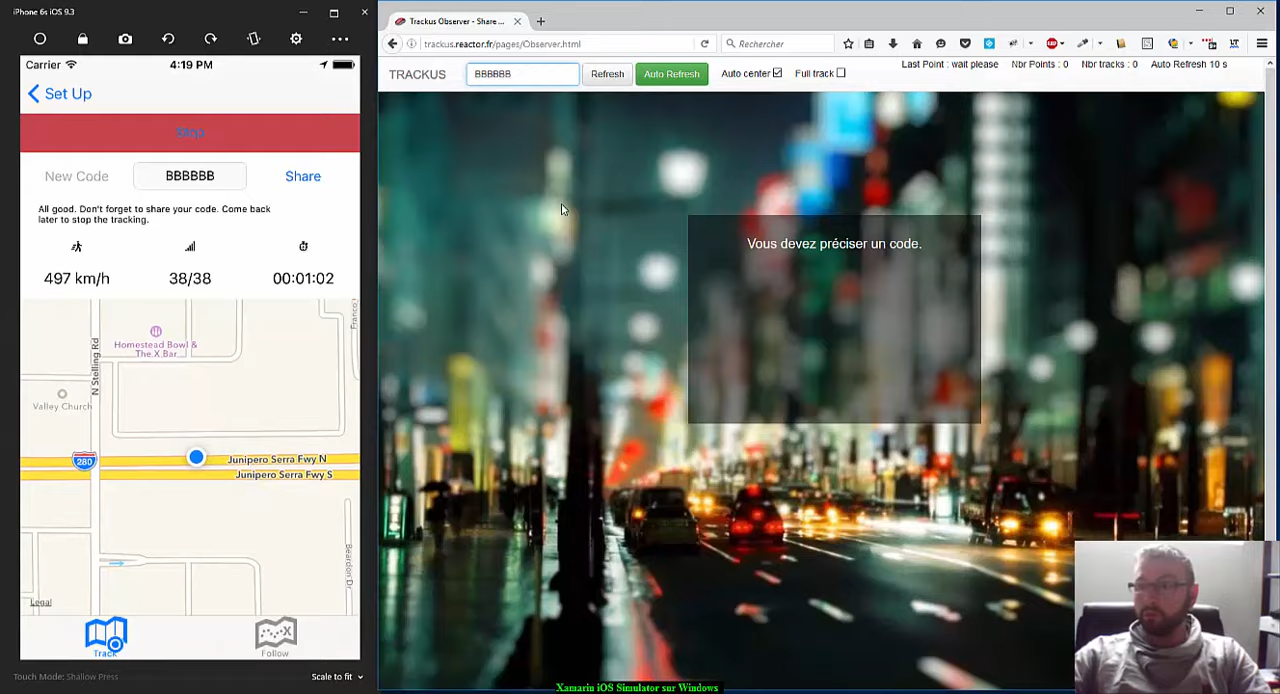 iPhone 6s iOS 9.3
Carrier
4:19 PM
Set Up
Stop
New Code
BBBBBB
Share
All good. Don't forget to share your code. Come back
later to stop the tracking.
497 km/h
38/38
00:01:02
Homestead Bowl &
The X Bar
N Stelling Rd
Valley Church
280
Junipero Serra Fwy N
Junipero Serra Fwy S
Legal
Track
Follow
Touch Mode: Shallow Press
Scale to fit
Trackus Observer - Share ...
trackus.reactor.fr/pages/Observer.html
Rechercher
TRACKUS
BBBBBB
Refresh
Auto Refresh
Auto center
Full track
Last Point : wait please
Nbr Points : 0
Nbr tracks : 0
Auto Refresh 10 s
Vous devez préciser un code.
Xamarin iOS Simulator sur Windows